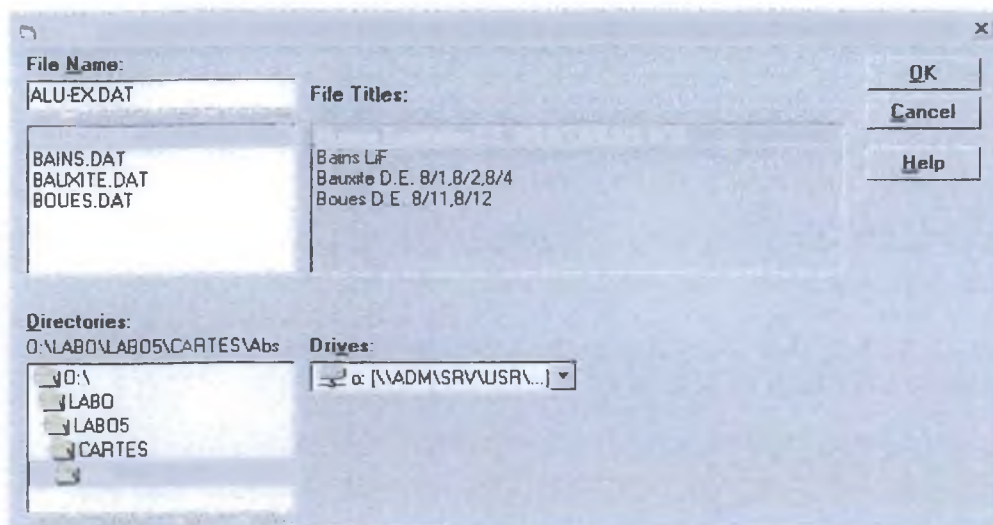 File Name:
ALU-EX.DAT
File Titles:
OK
Cancel
Help
BAINS.DAT
BAUXITE.DAT
BOUES.DAT
Bains LiF
Bauxite D.E. 8/1,8/2,8/4
Boues D.E. 8/11,8/12
Directories:
O:\LABO\LABO5\CARTES\Abs
Drives:
O:\
LABO
LABO5
CARTES
o: [\\ADM\SRV\USR\...]